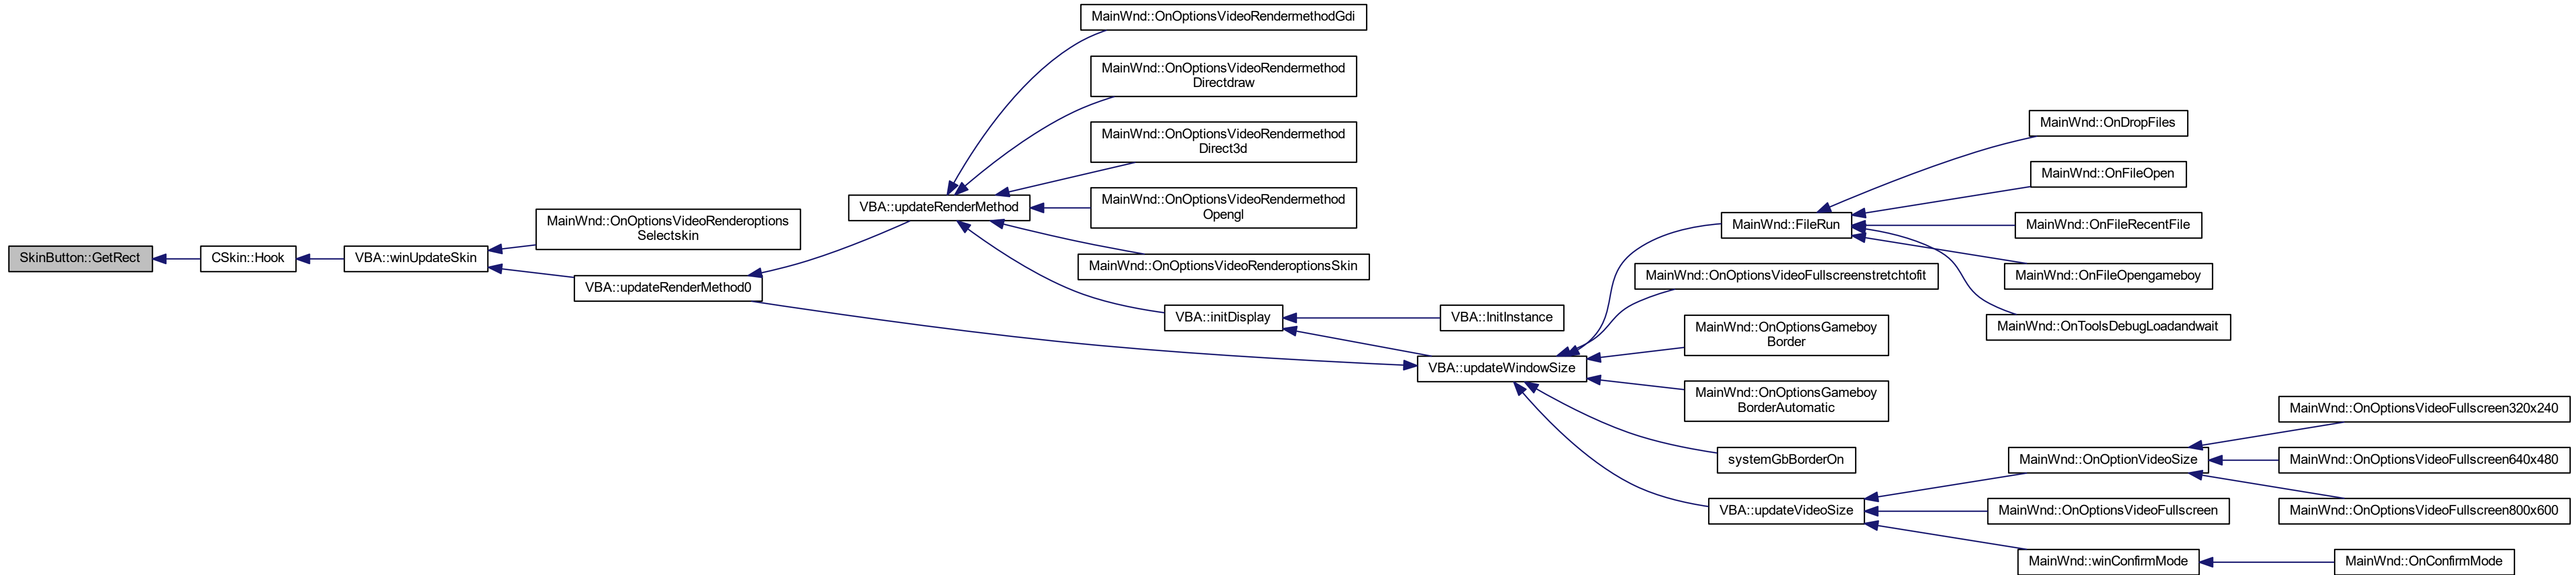 MainWnd::OnOptionsVideoRendermethodGdi
MainWnd::OnOptionsVideoRendermethod
Directdraw
MainWnd::OnOptionsVideoRendermethod
Direct3d
MainWnd::OnOptionsVideoRendermethod
Opengl
MainWnd::OnOptionsVideoRenderoptionsSkin
SkinButton::GetRect
CSkin::Hook
VBA::winUpdateSkin
MainWnd::OnOptionsVideoRenderoptions
Selectskin
VBA::updateRenderMethod0
VBA::updateRenderMethod
VBA::initDisplay
VBA::InitInstance
VBA::updateWindowSize
MainWnd::FileRun
MainWnd::OnDropFiles
MainWnd::OnFileOpen
MainWnd::OnFileRecentFile
MainWnd::OnFileOpengameboy
MainWnd::OnToolsDebugLoadandwait
MainWnd::OnOptionsVideoFullscreenstretchtofit
MainWnd::OnOptionsGameboy
Border
MainWnd::OnOptionsGameboy
BorderAutomatic
systemGbBorderOn
VBA::updateVideoSize
MainWnd::OnOptionVideoSize
MainWnd::OnOptionsVideoFullscreen
MainWnd::winConfirmMode
MainWnd::OnOptionsVideoFullscreen320x240
MainWnd::OnOptionsVideoFullscreen640x480
MainWnd::OnOptionsVideoFullscreen800x600
MainWnd::OnConfirmMode